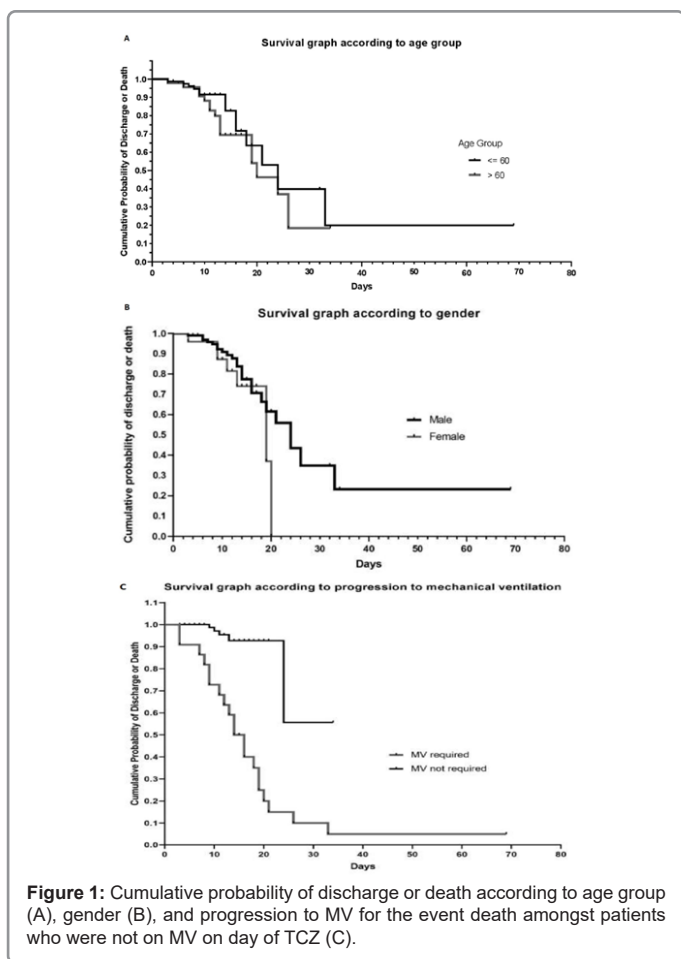 A
Survival graph according to age group
Cumulative Probability of Discharge or Death
1.0
0.9
0.8
0.7
0.6
0.5
0.4
0.3
0.2
0.1
0.0
0 10 20 30 40 50 60 70 80
Days
Age Group
<= 60
> 60
B
Survival graph according to gender
Cumulative probability of discharge or death
1.0
0.9
0.8
0.7
0.6
0.5
0.4
0.3
0.2
0.1
0.0
0 10 20 30 40 50 60 70 80
Days
Male
Female
C
Survival graph according to progression to mechanical ventilation
Cumulative Probability of Discharge or Death
1.1
1.0
0.9
0.8
0.7
0.6
0.5
0.4
0.3
0.2
0.1
0.0
0 10 20 30 40 50 60 70 80
Days
MV required
MV not required
Figure 1: Cumulative probability of discharge or death according to age group
(A), gender (B), and progression to MV for the event death amongst patients
who were not on MV on day of TCZ (C).